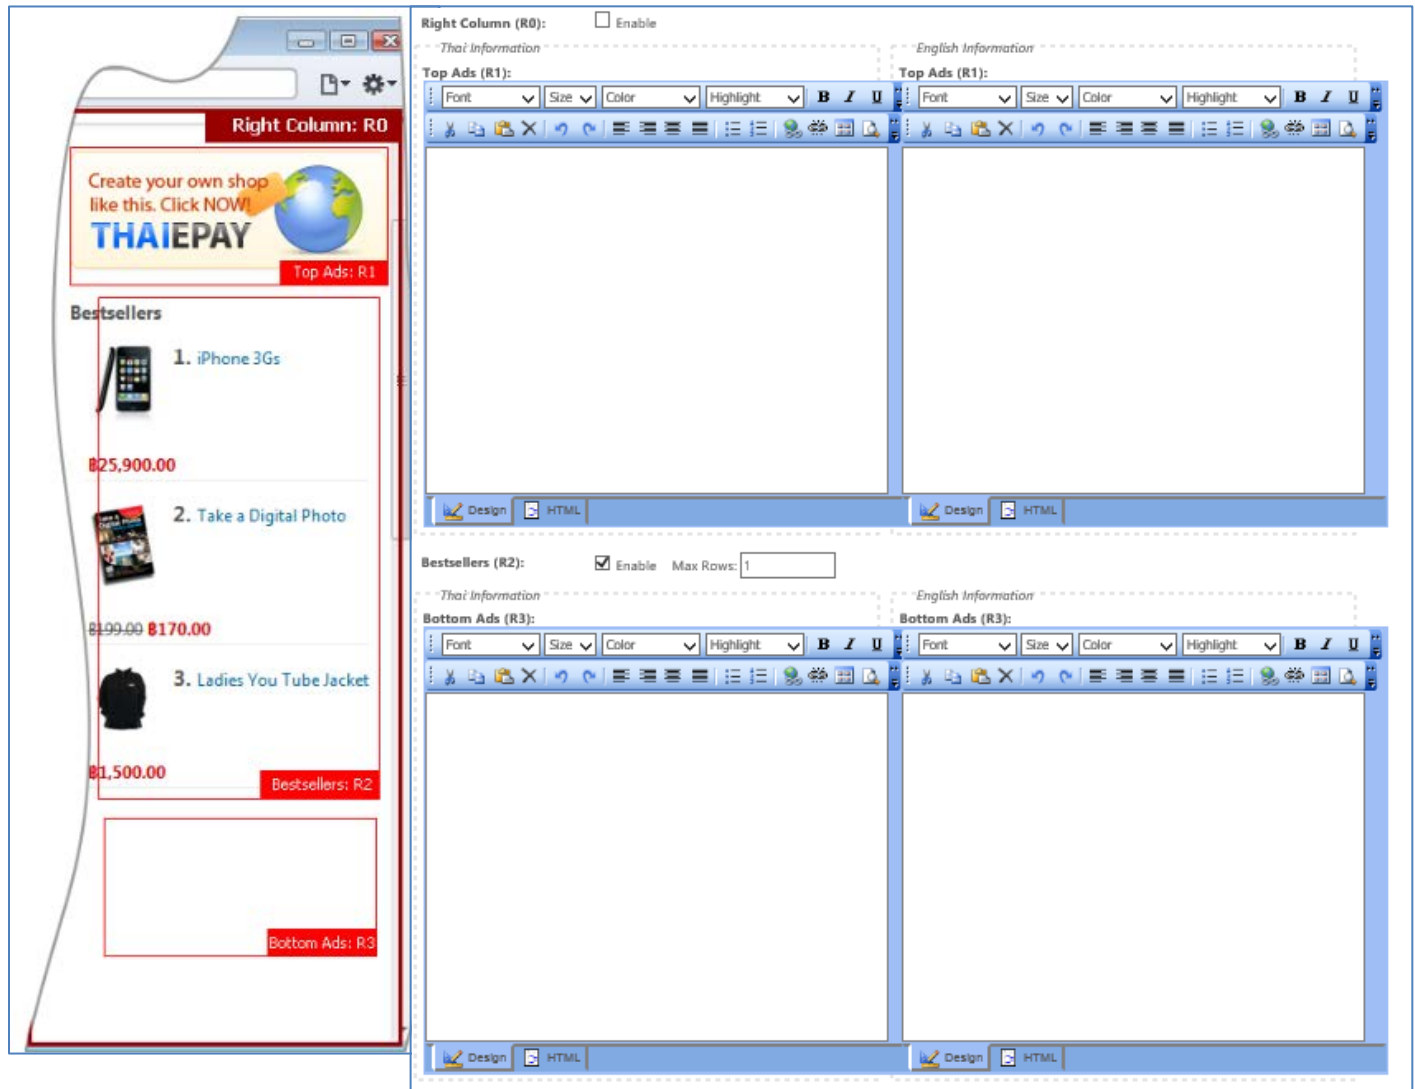 Right Column: R0
Create your own shop
like this. Click NOW!
THAIEPAY
Top Ads: R1
Bestsellers
1. iPhone 3Gs
฿25,900.00
2. Take a Digital Photo
฿199.00 ฿170.00
3. Ladies You Tube Jacket
฿1,500.00
Bestsellers: R2
Bottom Ads: R3
Right Column (R0): Enable
Thai Information English Information
Top Ads (R1): Top Ads (R1):
Font Size Color Highlight B I U Font Size Color Highlight B I U
Design HTML Design HTML
Bestsellers (R2): Enable Max Rows: 1
Thai Information English Information
Bottom Ads (R3): Bottom Ads (R3):
Font Size Color Highlight B I U Font Size Color Highlight B I U
Design HTML Design HTML